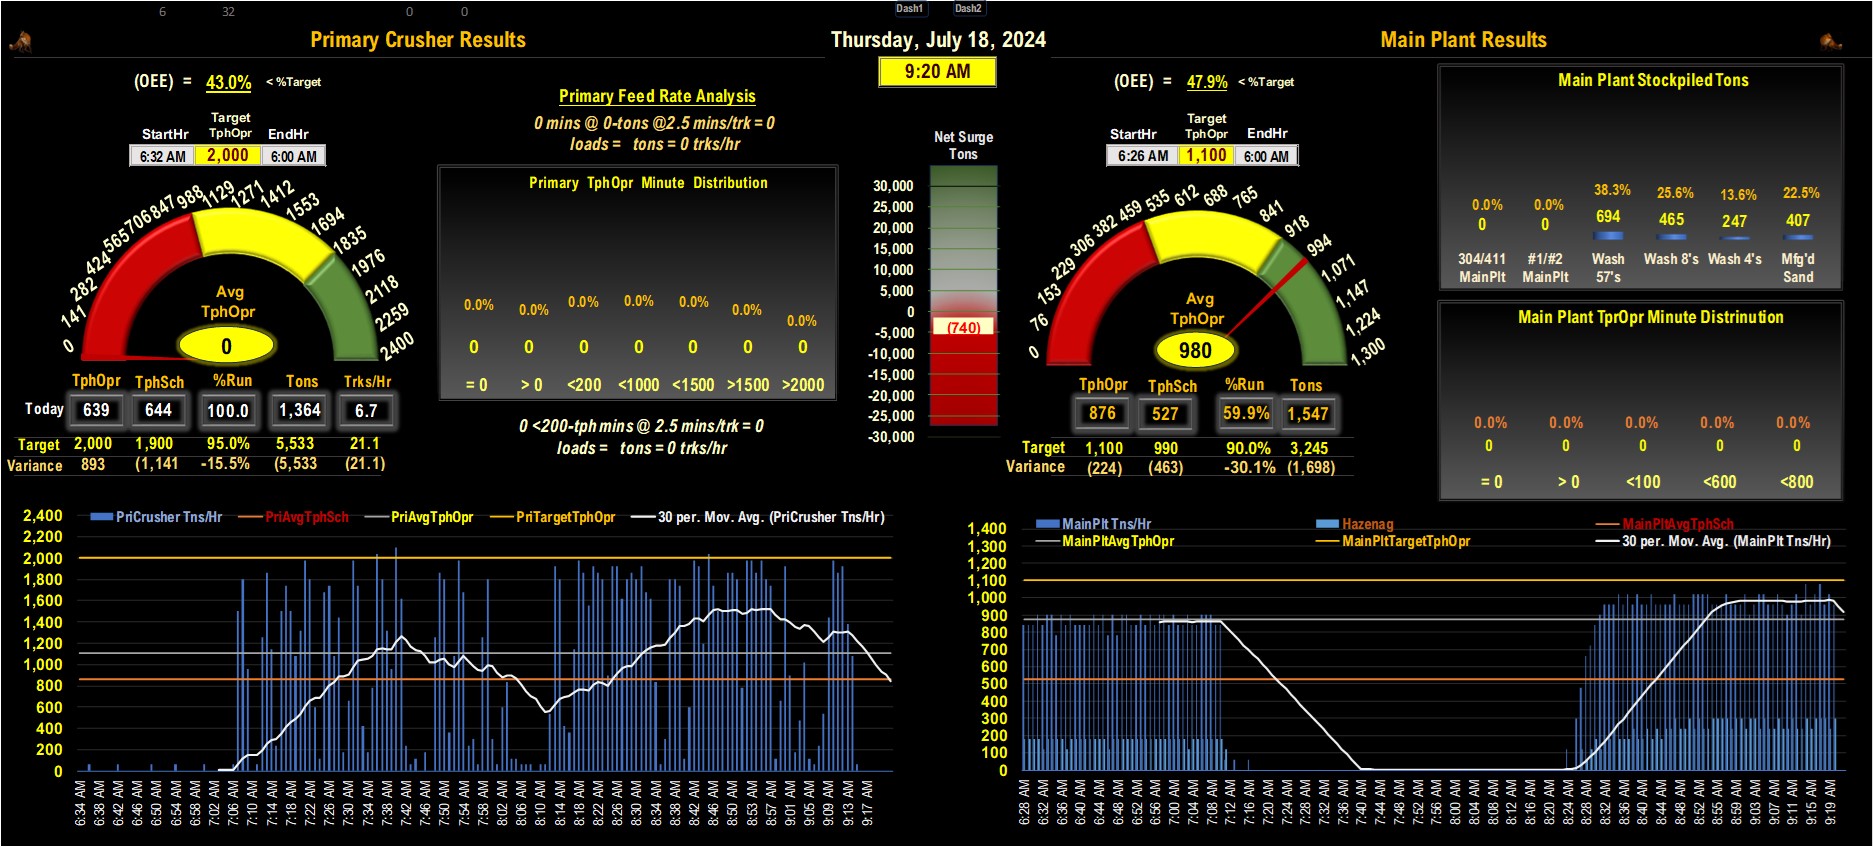 6 32 0 0 Dash1 Dash2
Primary Crusher Results
Thursday, July 18, 2024
Main Plant Results
9:20 AM
(OEE) = 43.0% < %Target
StartHr Target TphOpr EndHr
6:32 AM 2,000 6:00 AM
0 141 282 424 565 706 847 988 1129 1271 1412 1553 1694 1835 1976 2118 2259 2400
Avg
TphOpr
0
TphOpr TphSch %Run Tons Trks/Hr
Today 639 644 100.0 1,364 6.7
Target 2,000 1,900 95.0% 5,533 21.1
Variance 893 (1,141 -15.5% (5,533 (21.1)
Primary Feed Rate Analysis
0 mins @ 0-tons @2.5 mins/trk = 0
loads = tons = 0 trks/hr
Primary TphOpr Minute Distribution
0.0% 0.0% 0.0% 0.0% 0.0% 0.0% 0.0%
0 0 0 0 0 0 0
= 0 > 0 <200 <1000 <1500 >1500 >2000
0 <200-tph mins @ 2.5 mins/trk = 0
loads = tons = 0 trks/hr
Net Surge
Tons
30,000
25,000
20,000
15,000
10,000
5,000
0
-5,000
-10,000
-15,000
-20,000
-25,000
-30,000
(740)
(OEE) = 47.9% < %Target
StartHr Target TphOpr EndHr
6:26 AM 1,100 6:00 AM
0 76 153 229 306 382 459 535 612 688 765 841 918 994 1,071 1,147 1,224 1,300
Avg
TphOpr
980
TphOpr TphSch %Run Tons
876 527 59.9% 1,547
Target 1,100 990 90.0% 3,245
Variance (224) (463) -30.1% (1,698)
Main Plant Stockpiled Tons
0.0% 0.0% 38.3% 25.6% 13.6% 22.5%
0 0 694 465 247 407
304/411 MainPlt #1/#2 MainPlt Wash 57's Wash 8's Wash 4's Mfg'd Sand
Main Plant TprOpr Minute Distrinution
0.0% 0.0% 0.0% 0.0% 0.0%
0 0 0 0 0
= 0 > 0 <100 <600 <800
PriCrusher Tns/Hr PriAvgTphSch PriAvgTphOpr PriTargetTphOpr 30 per. Mov. Avg. (PriCrusher Tns/Hr)
2,400
2,200
2,000
1,800
1,600
1,400
1,200
1,000
800
600
400
200
0
6:34 AM 6:38 AM 6:42 AM 6:46 AM 6:50 AM 6:54 AM 6:58 AM 7:02 AM 7:06 AM 7:10 AM 7:14 AM 7:18 AM 7:22 AM 7:26 AM 7:30 AM 7:34 AM 7:38 AM 7:42 AM 7:46 AM 7:50 AM 7:54 AM 7:58 AM 8:02 AM 8:06 AM 8:10 AM 8:14 AM 8:18 AM 8:22 AM 8:26 AM 8:30 AM 8:34 AM 8:38 AM 8:42 AM 8:46 AM 8:50 AM 8:53 AM 8:57 AM 9:01 AM 9:05 AM 9:09 AM 9:13 AM 9:17 AM
MainPlt Tns/Hr Hazenag MainPltAvgTphSch
MainPltAvgTphOpr MainPltTargetTphOpr 30 per. Mov. Avg. (MainPlt Tns/Hr)
1,400
1,300
1,200
1,100
1,000
900
800
700
600
500
400
300
200
100
0
6:28 AM 6:32 AM 6:36 AM 6:40 AM 6:44 AM 6:48 AM 6:52 AM 6:56 AM 7:00 AM 7:04 AM 7:08 AM 7:12 AM 7:16 AM 7:20 AM 7:24 AM 7:28 AM 7:32 AM 7:36 AM 7:40 AM 7:44 AM 7:48 AM 7:52 AM 7:56 AM 8:00 AM 8:04 AM 8:08 AM 8:12 AM 8:16 AM 8:20 AM 8:24 AM 8:28 AM 8:32 AM 8:36 AM 8:40 AM 8:44 AM 8:48 AM 8:52 AM 8:55 AM 8:59 AM 9:03 AM 9:07 AM 9:11 AM 9:15 AM 9:19 AM